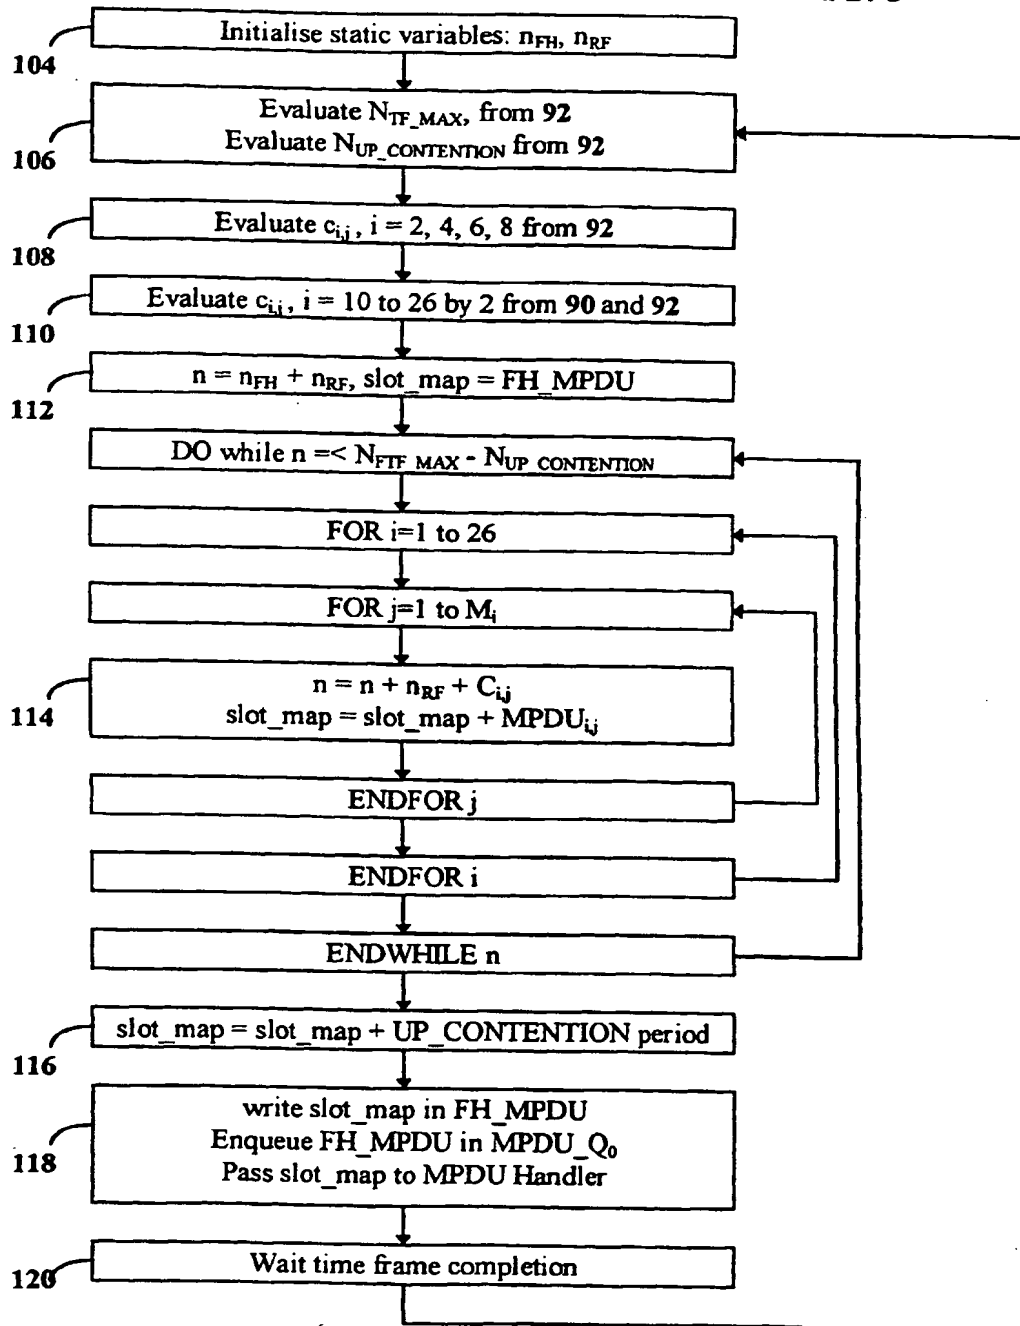 Initialise static variables: nFH, nRF
104
Evaluate NTF_MAX, from 92
Evaluate NUP_CONTENTION from 92
106
Evaluate ci,j, i = 2, 4, 6, 8 from 92
108
Evaluate ci,j, i = 10 to 26 by 2 from 90 and 92
110
n = nFH + nRF, slot_map = FH_MPDU
112
DO while n =< NFTF_MAX - NUP_CONTENTION
FOR i=1 to 26
FOR j=1 to Mi
n = n + nRF + Ci,j
slot_map = slot_map + MPDUi,j
114
ENDFOR j
ENDFOR i
ENDWHILE n
slot_map = slot_map + UP_CONTENTION period
116
write slot_map in FH_MPDU
Enqueue FH_MPDU in MPDU_Q0
Pass slot_map to MPDU Handler
118
Wait time frame completion
120